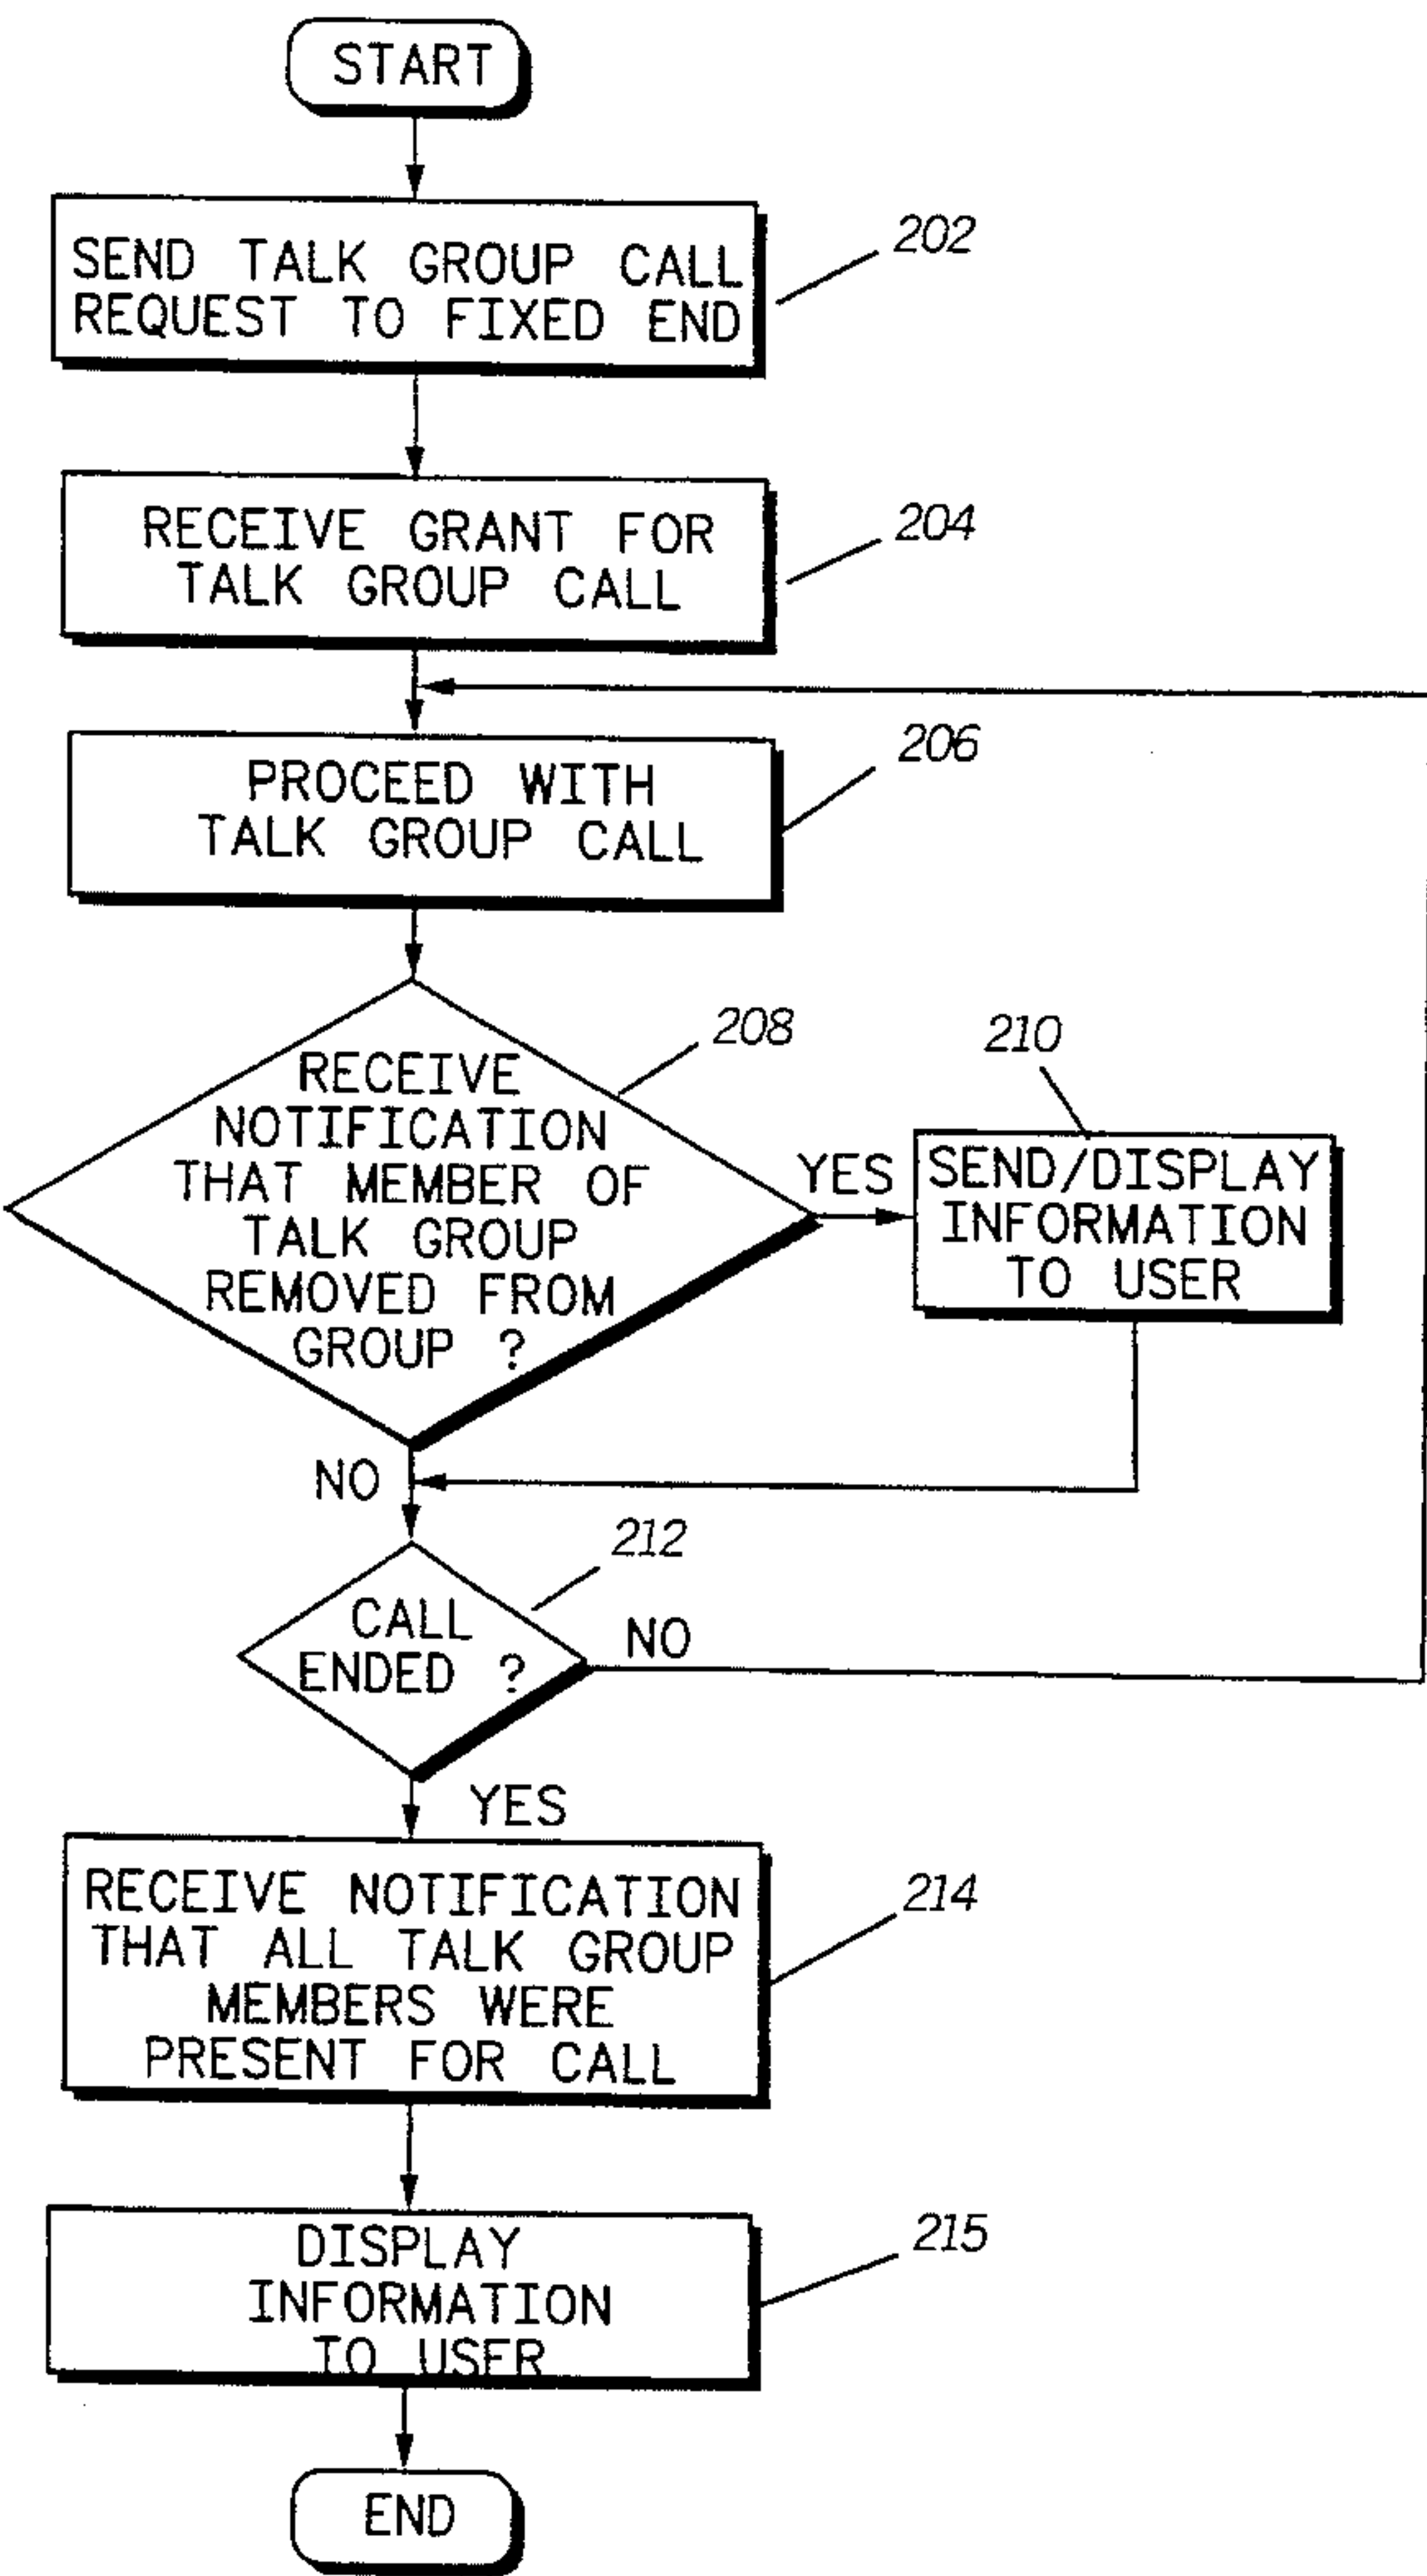 START
SEND TALK GROUP CALL
REQUEST TO FIXED END
202
RECEIVE GRANT FOR
TALK GROUP CALL
204
PROCEED WITH
TALK GROUP CALL
206
RECEIVE
NOTIFICATION
THAT MEMBER OF
TALK GROUP
REMOVED FROM
GROUP ?
208
YES
210
SEND/DISPLAY
INFORMATION
TO USER
NO
CALL
ENDED ?
212
NO
YES
RECEIVE NOTIFICATION
THAT ALL TALK GROUP
MEMBERS WERE
PRESENT FOR CALL
214
DISPLAY
INFORMATION
TO USER
215
END